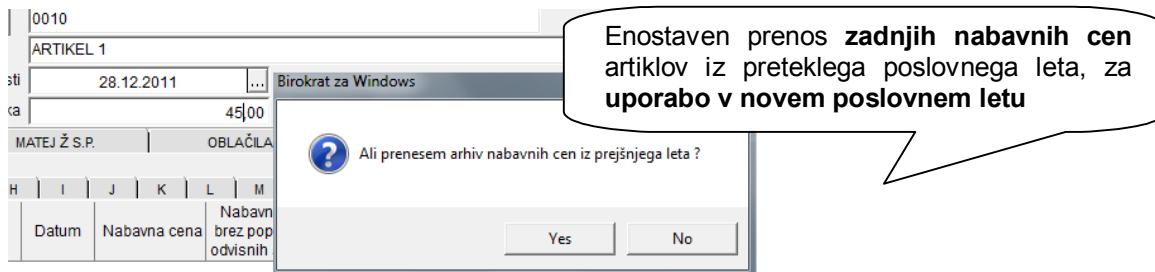 0010
ARTIKEL 1
sti 28.12.2011 ...
ka 45,00
MATEJ Ž S.P. OBLAČILA
H I J K L M
Datum Nabavna cena Nabavn
brez pop
odvisnih
Birokrat za Windows
Ali prenesem arhiv nabavnih cen iz prejšnjega leta ?
Yes No
Enostaven prenos zadnjih nabavnih cen
artiklov iz preteklega poslovnega leta, za
uporabo v novem poslovnem letu